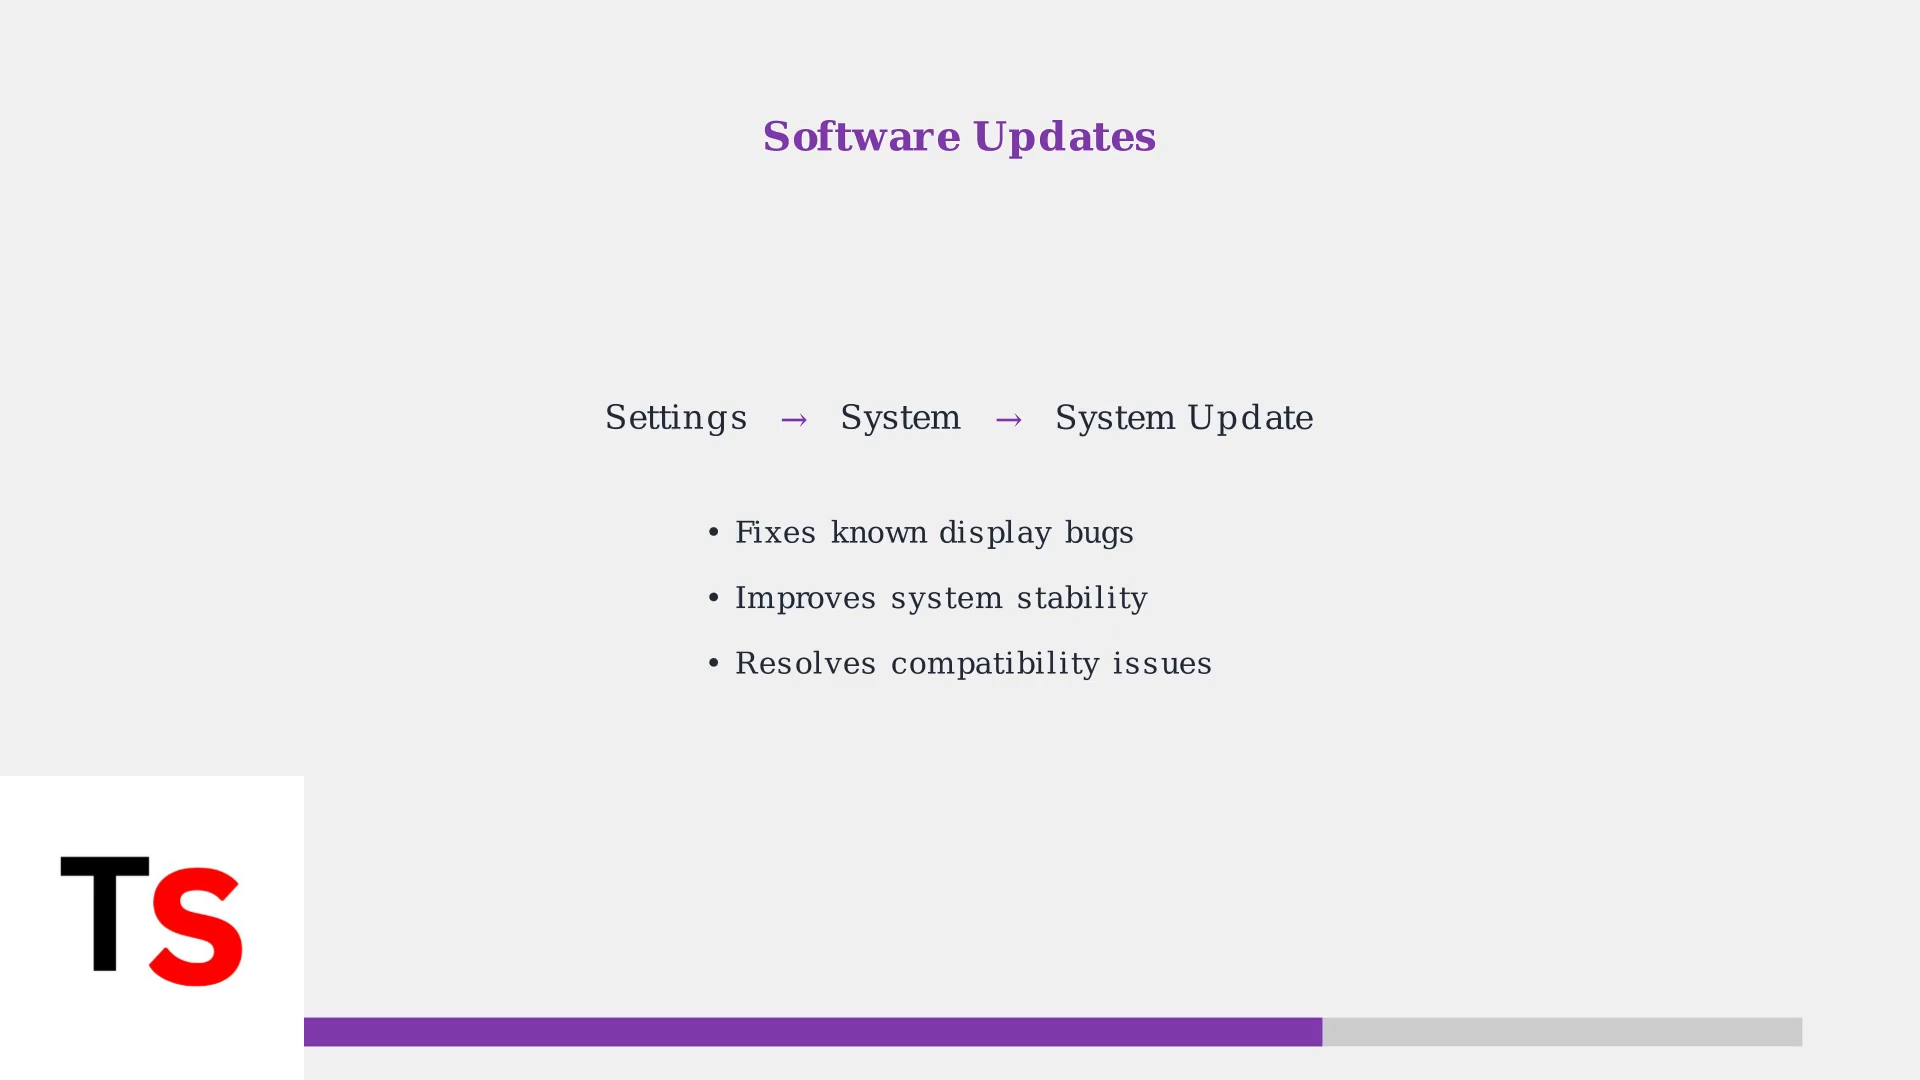 Software Updates
Settings → System → System Update
• Fixes known display bugs
• Improves system stability
• Resolves compatibility issues
TS